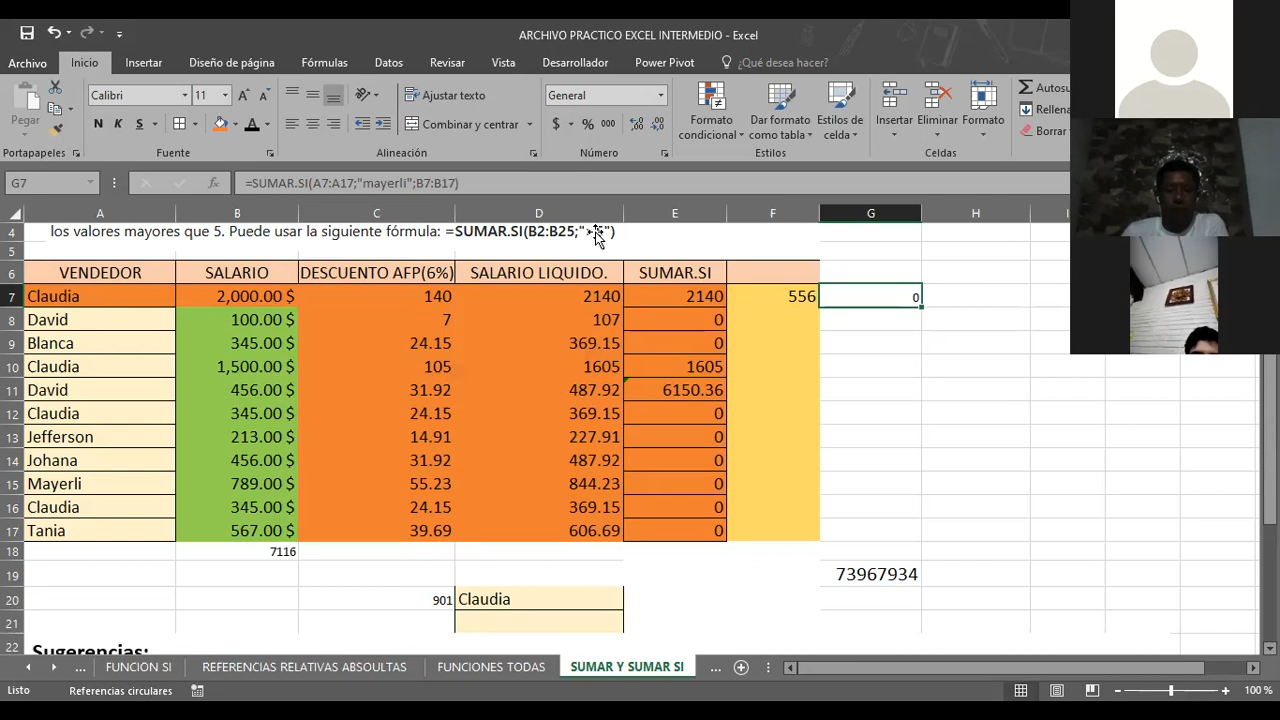 ARCHIVO PRACTICO EXCEL INTERMEDIO - Excel
Archivo Inicio Insertar Diseño de página Fórmulas Datos Revisar Vista Desarrollador Power Pivot ¿Qué desea hacer?
Calibri 11 Ajustar texto General Autosu
Pegar N K S Combinar y centrar $ % 000 Formato condicional Dar formato como tabla Estilos de celda Insertar Eliminar Formato Rellena
Borrar
Portapapeles Fuente Alineación Número Estilos Celdas
G7 fx =SUMAR.SI(A7:A17;"mayerli";B7:B17)
A B C D E F G H
4 los valores mayores que 5. Puede usar la siguiente fórmula: =SUMAR.SI(B2:B25;">5")
5
6 VENDEDOR SALARIO DESCUENTO AFP(6%) SALARIO LIQUIDO. SUMAR.SI
7 Claudia 2,000.00 $ 140 2140 2140 556 0
8 David 100.00 $ 7 107 0
9 Blanca 345.00 $ 24.15 369.15 0
10 Claudia 1,500.00 $ 105 1605 1605
11 David 456.00 $ 31.92 487.92 6150.36
12 Claudia 345.00 $ 24.15 369.15 0
13 Jefferson 213.00 $ 14.91 227.91 0
14 Johana 456.00 $ 31.92 487.92 0
15 Mayerli 789.00 $ 55.23 844.23 0
16 Claudia 345.00 $ 24.15 369.15 0
17 Tania 567.00 $ 39.69 606.69 0
18 7116
19 73967934
20 901 Claudia
21
22 Sugerencias:
... FUNCION SI REFERENCIAS RELATIVAS ABSOULTAS FUNCIONES TODAS SUMAR Y SUMAR SI ...
Listo Referencias circulares 100 %